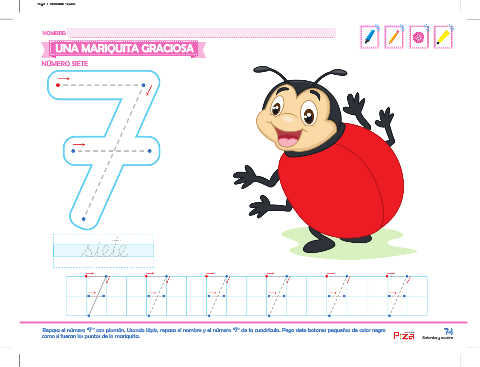 NOMBRE:
UNA MARIQUITA GRACIOSA
NÚMERO SIETE
siete
Repasa el número "7" con plumón. Usando lápiz, repasa el nombre y el número "7" de la cuadrícula. Pega siete botones pequeños de color negro
como si fueran los puntos de la mariquita.
74